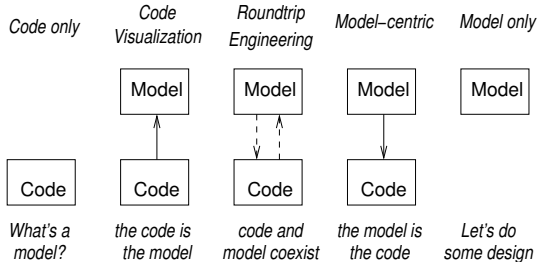 Code only
Code
Visualization
Roundtrip
Engineering
Model−centric
Model only
Model
Model
Model
Model
Code
Code
Code
Code
What's a
model?
the code is
the model
code and
model coexist
the model is
the code
Let's do
some design